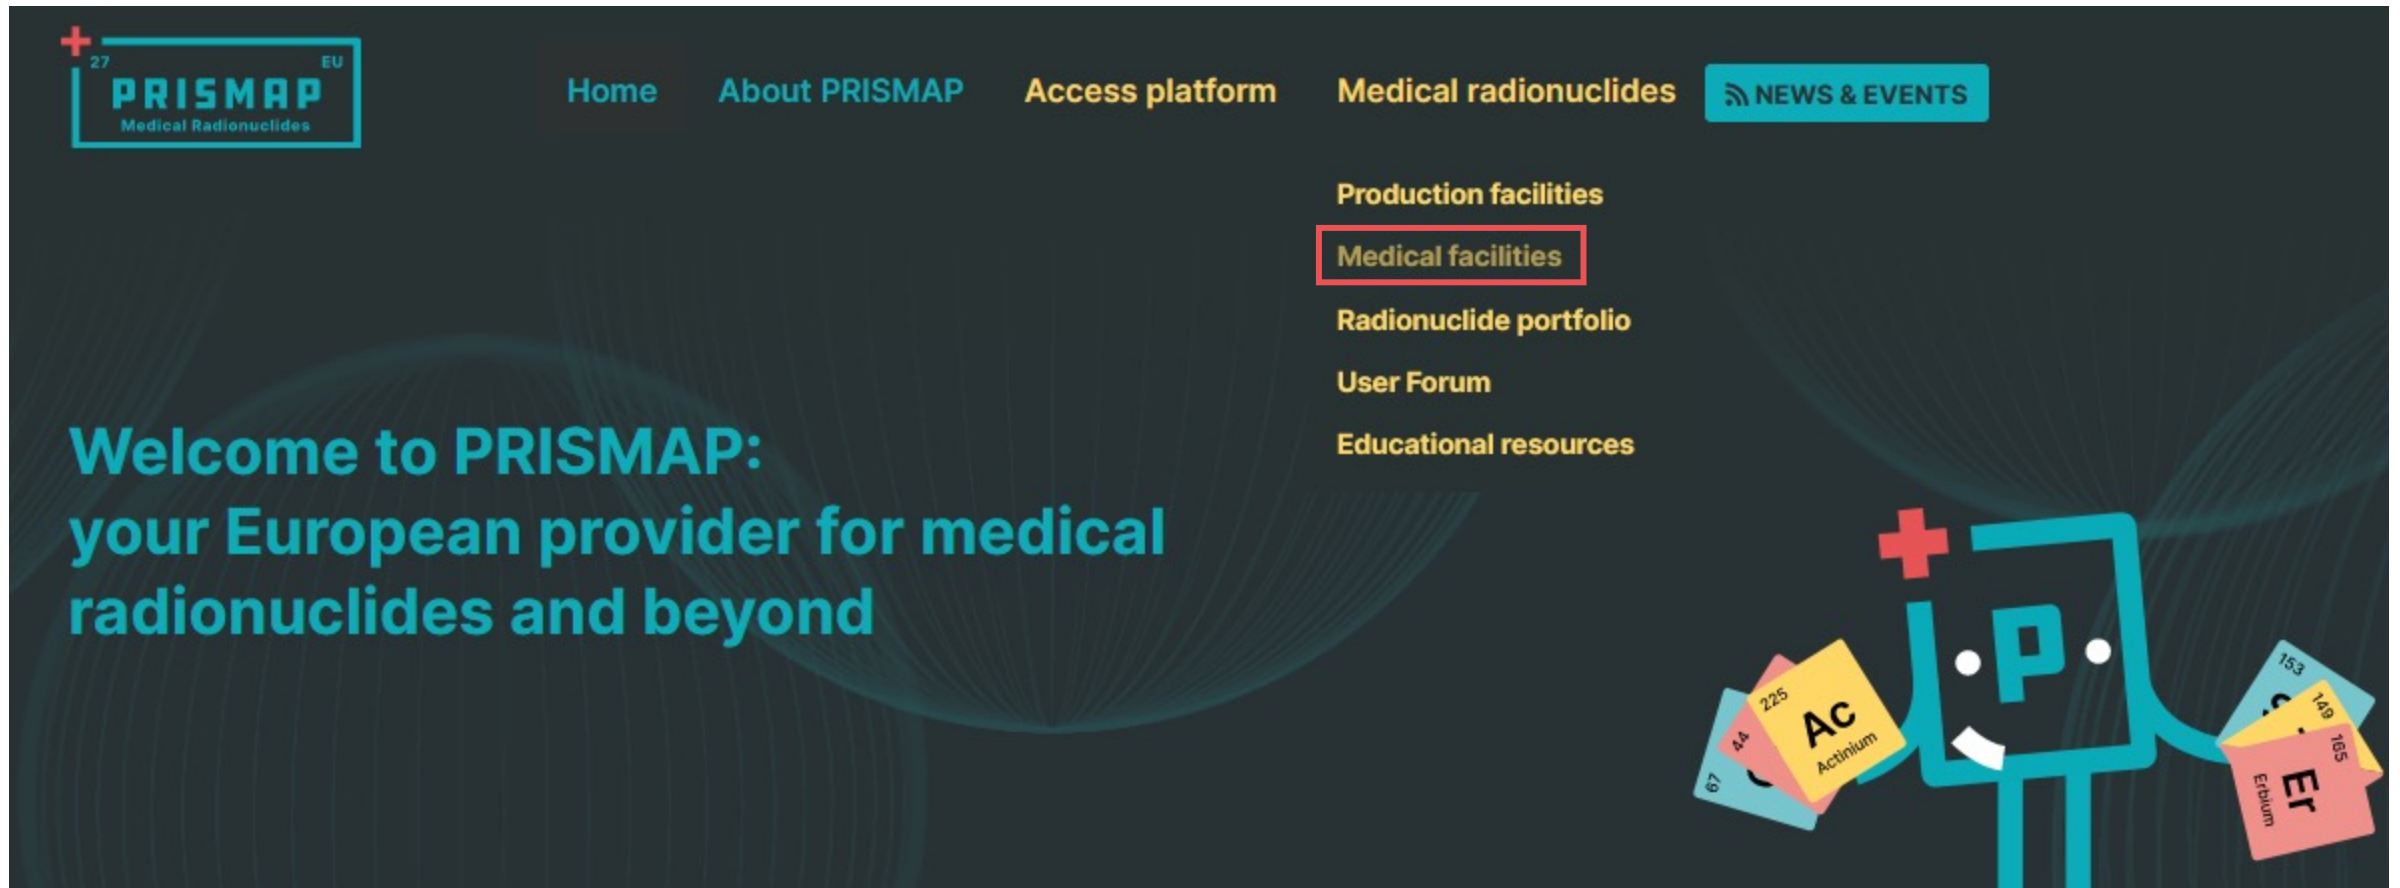 27 EU
PRISMAP
Medical Radionuclides
Home
About PRISMAP
Access platform
Medical radionuclides
NEWS & EVENTS
Production facilities
Medical facilities
Radionuclide portfolio
User Forum
Educational resources
Welcome to PRISMAP:
your European provider for medical
radionuclides and beyond
P
225
Ac
Actinium
44
67
153
149
165
Er
Erbium